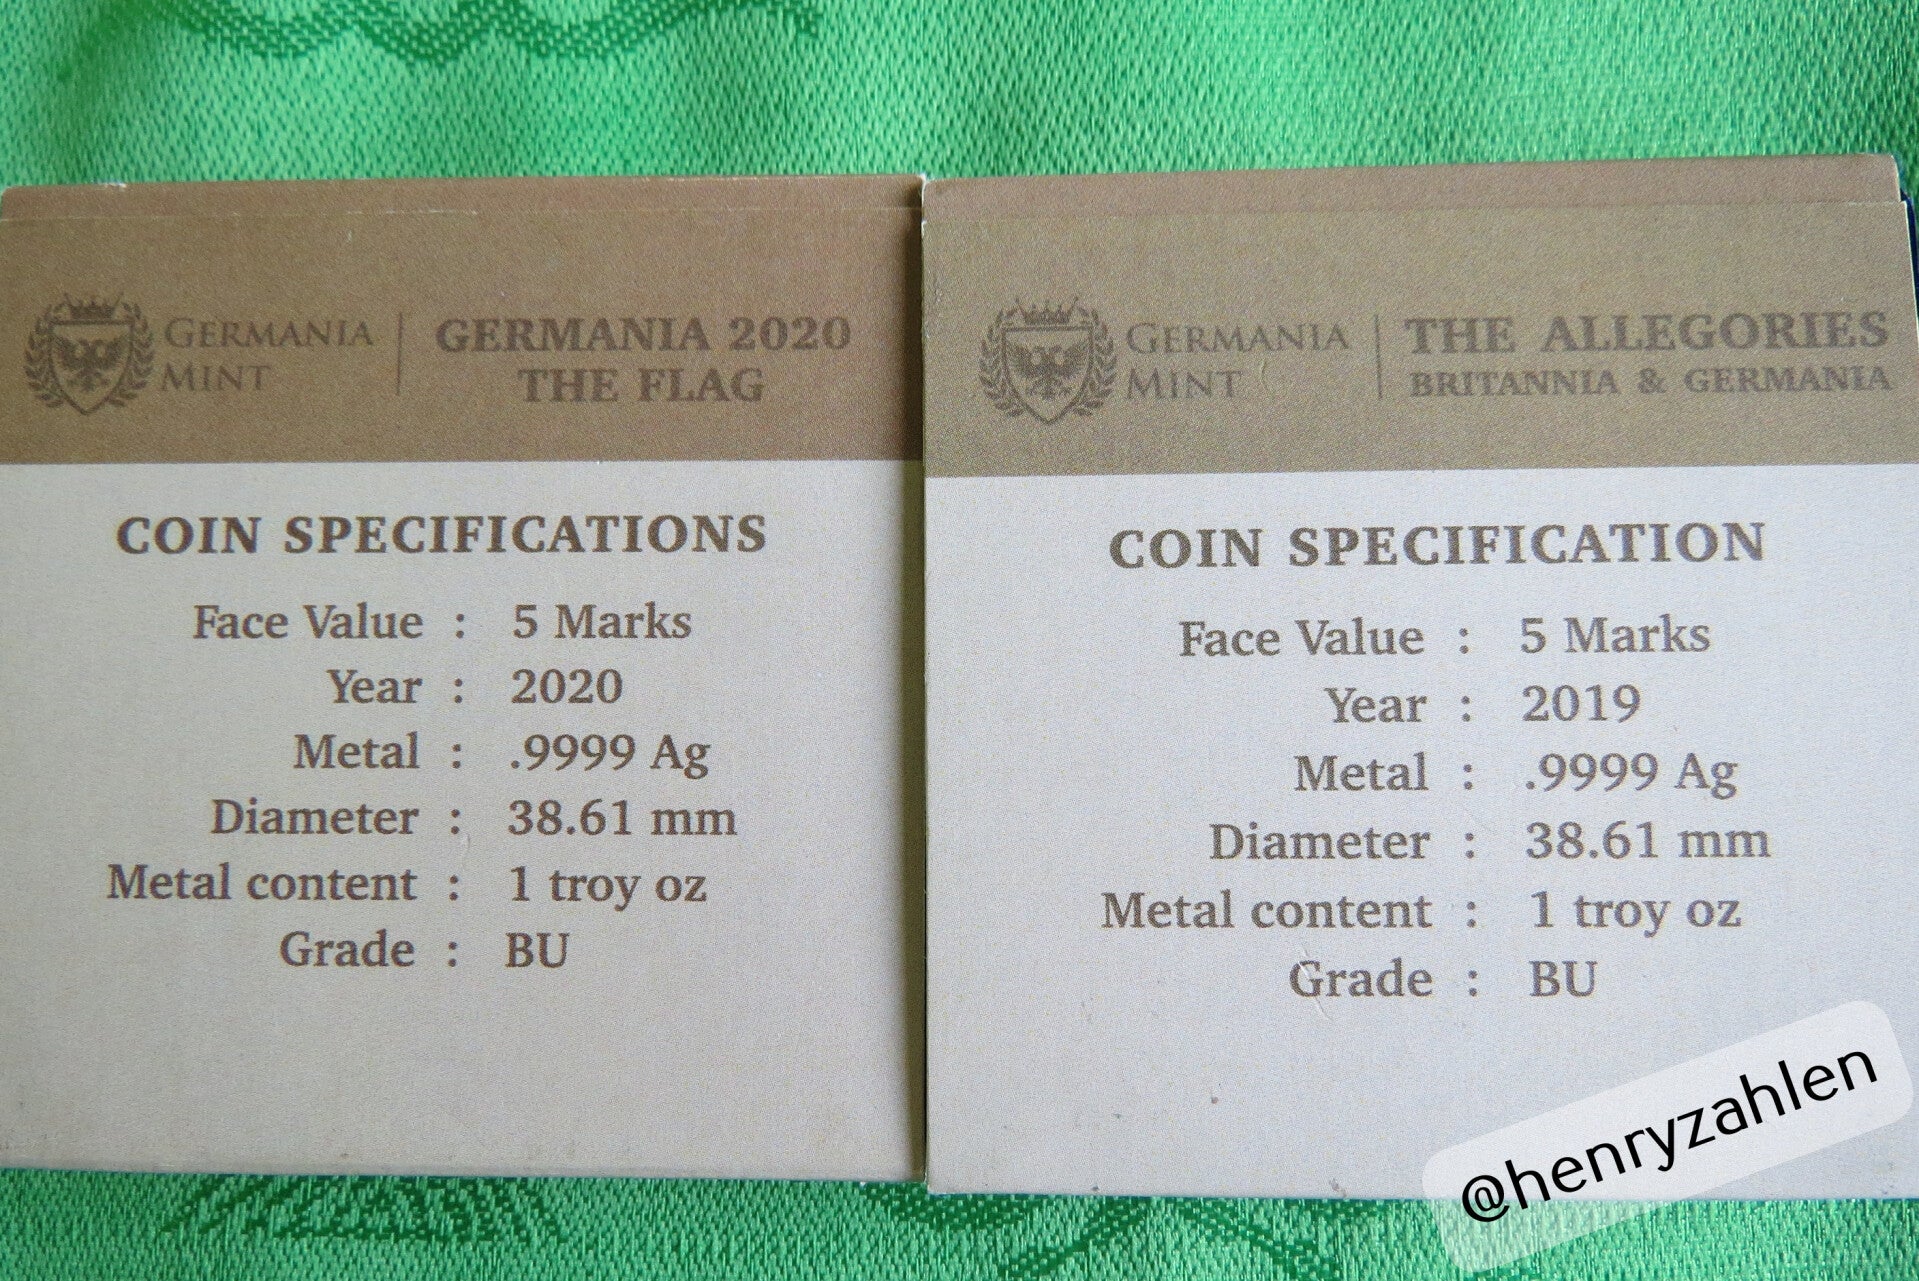 GERMANIA
MINT
GERMANIA 2020
THE FLAG
COIN SPECIFICATIONS
Face Value : 5 Marks
Year : 2020
Metal : .9999 Ag
Diameter : 38.61 mm
Metal content : 1 troy oz
Grade : BU
GERMANIA
MINT
THE ALLEGORIES
BRITANNIA & GERMANIA
COIN SPECIFICATION
Face Value : 5 Marks
Year : 2019
Metal : .9999 Ag
Diameter : 38.61 mm
Metal content : 1 troy oz
Grade : BU
@henryzahlen